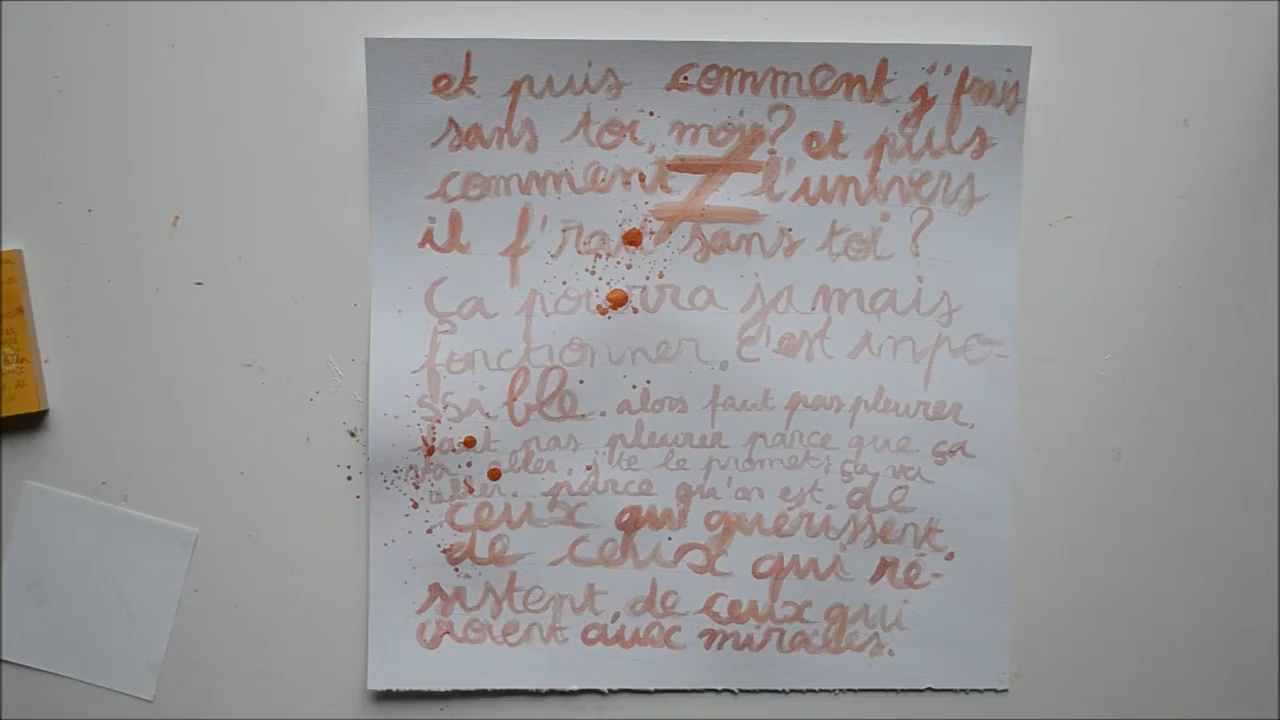 et puis comment j'frais
sans toi, moi? et puis
comment l'univers
il f'rait sans toi?
Ça pourra jamais
fonctionner. c'est impo-
ssible. alors faut pas pleurer,
faut pas pleurer parce que ça
va aller. j'te le promets ça va
aller. parce qu'on est de
ceux qui guérissent,
de ceux qui ré-
sistent, de ceux qui
croient aux miracles.